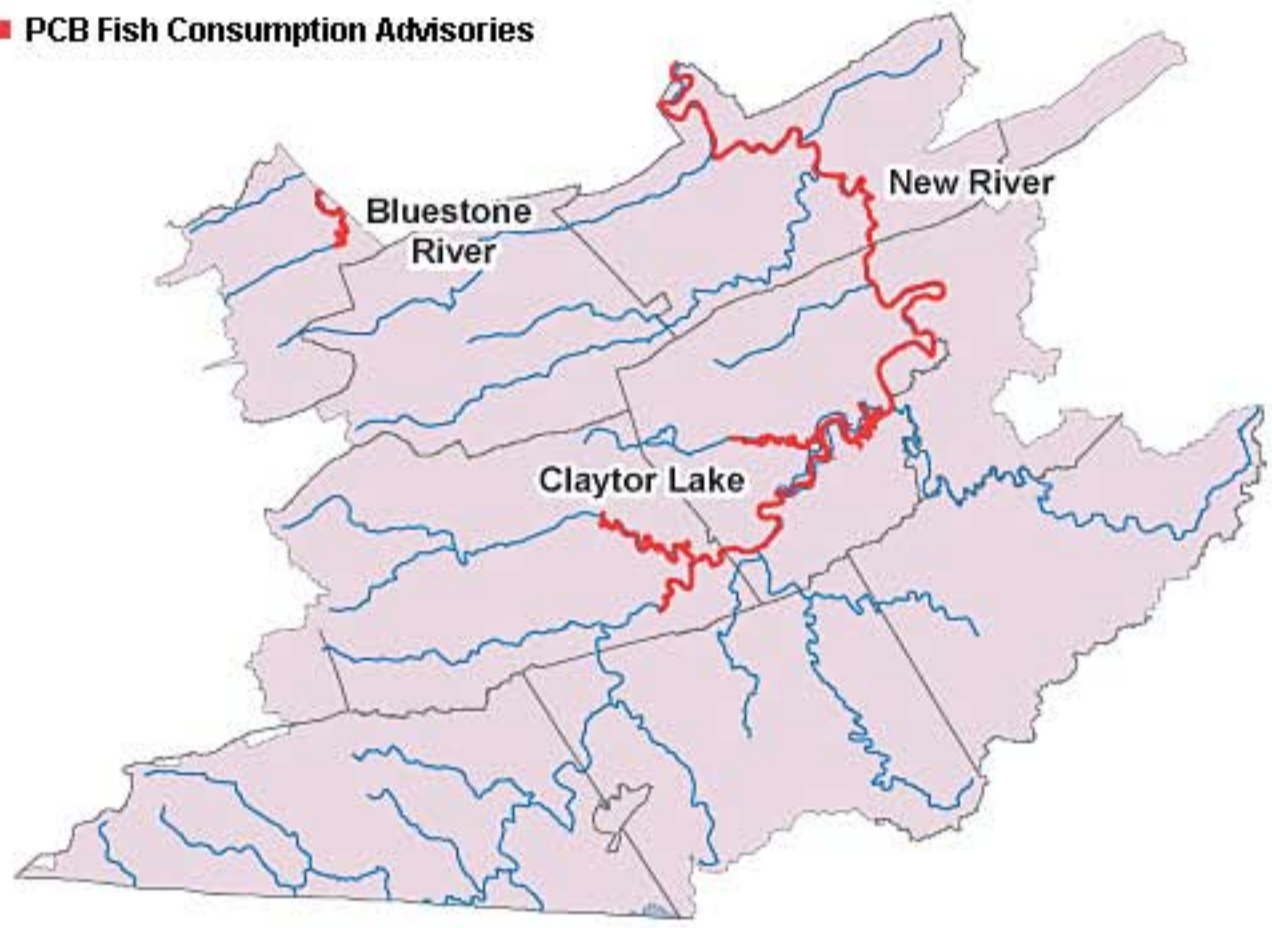 PCB Fish Consumption Advisories
New River
Bluestone
River
Claytor Lake